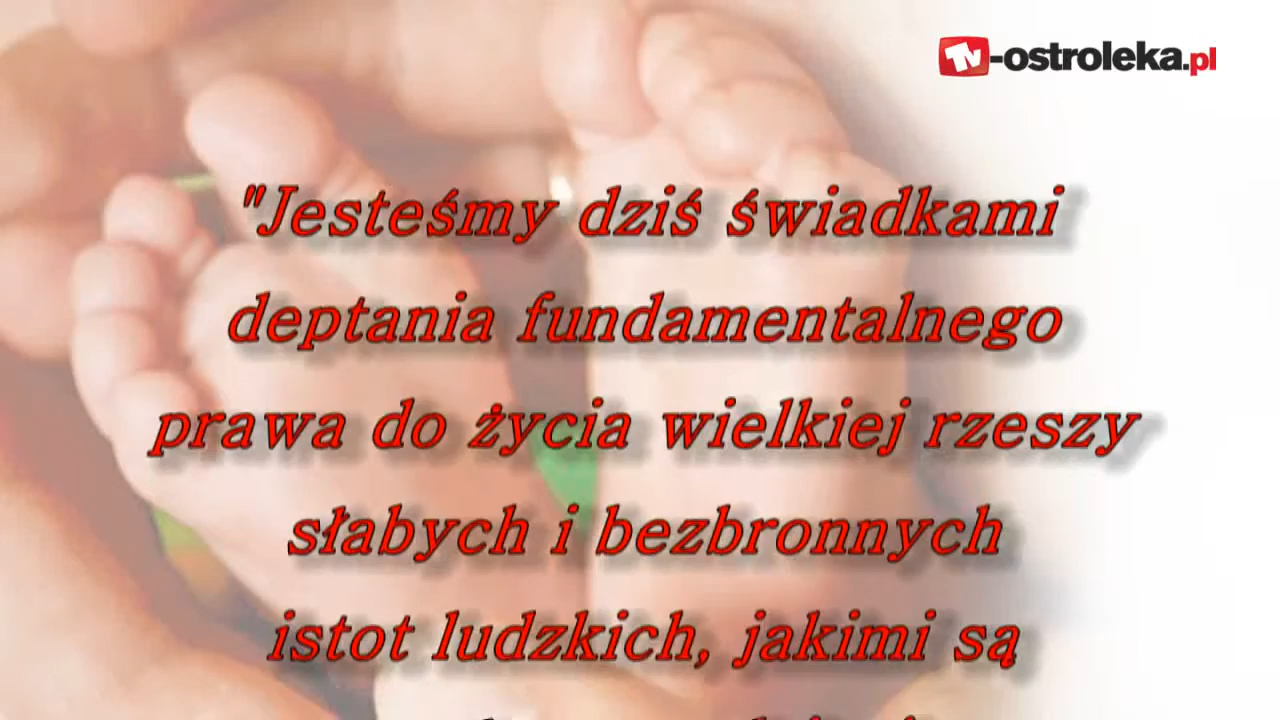 TV-ostroleka.pl
"Jesteśmy dziś świadkami
deptania fundamentalnego
prawa do życia wielkiej rzeszy
słabych i bezbronnych
istot ludzkich, jakimi są